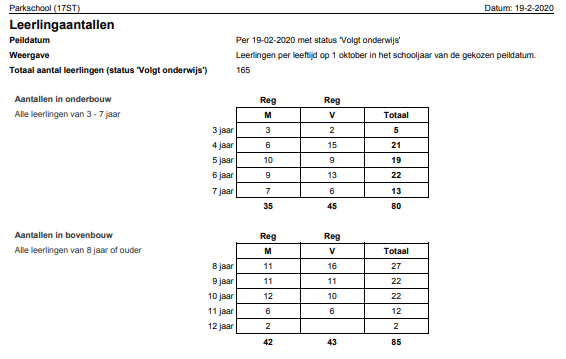 Parkschool (17ST) Datum: 19-2-2020
Leerlingaantallen
Peildatum Per 19-02-2020 met status 'Volgt onderwijs'
Weergave Leerlingen per leeftijd op 1 oktober in het schooljaar van de gekozen peildatum.
Totaal aantal leerlingen (status 'Volgt onderwijs') 165
Aantallen in onderbouw Reg Reg
Alle leerlingen van 3 - 7 jaar M V Totaal
3 jaar 3 2 5
4 jaar 6 15 21
5 jaar 10 9 19
6 jaar 9 13 22
7 jaar 7 6 13
35 45 80
Aantallen in bovenbouw Reg Reg
Alle leerlingen van 8 jaar of ouder M V Totaal
8 jaar 11 16 27
9 jaar 11 11 22
10 jaar 12 10 22
11 jaar 6 6 12
12 jaar 2 2
42 43 85